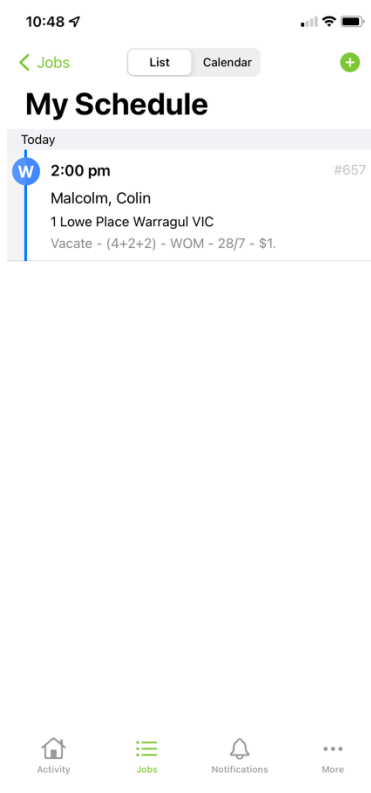 10:48
Jobs
List
Calendar
My Schedule
Today
W
2:00 pm
#657
Malcolm, Colin
1 Lowe Place Warragul VIC
Vacate - (4+2+2) - WOM - 28/7 - $1.
Activity
Jobs
Notifications
More